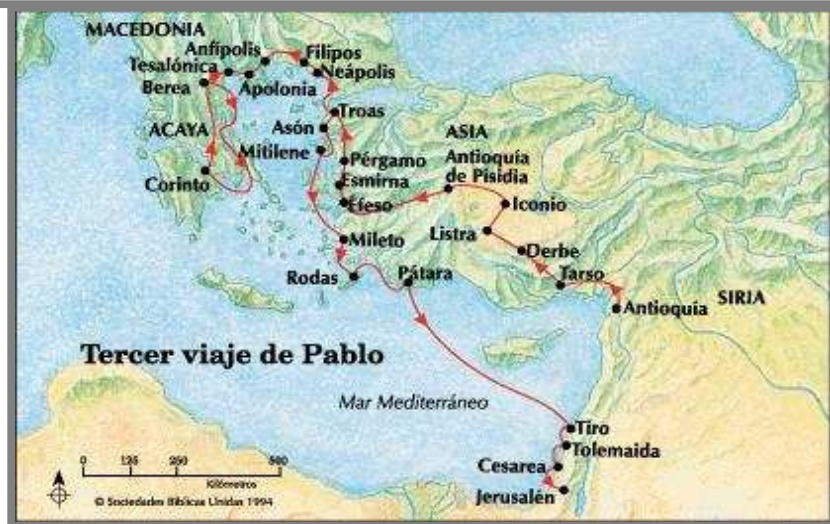 MACEDONIA
Anfípolis
Filipos
Tesalónica
Neápolis
Berea
Apolonia
Troas
ACAYA
Asón
ASIA
Mitilene
Antioquía
de Pisidia
Pérgamo
Corinto
Esmirna
Efeso
Iconio
Listra
Mileto
Derbe
Rodas
Pátara
Tarso
SIRIA
Antioquía
Tercer viaje de Pablo
Mar Mediterráneo
Tiro
Tolemaida
Cesarea
Jerusalén
0 125 250 500
Kilómetros
© Sociedades Bíblicas Unidas 1994